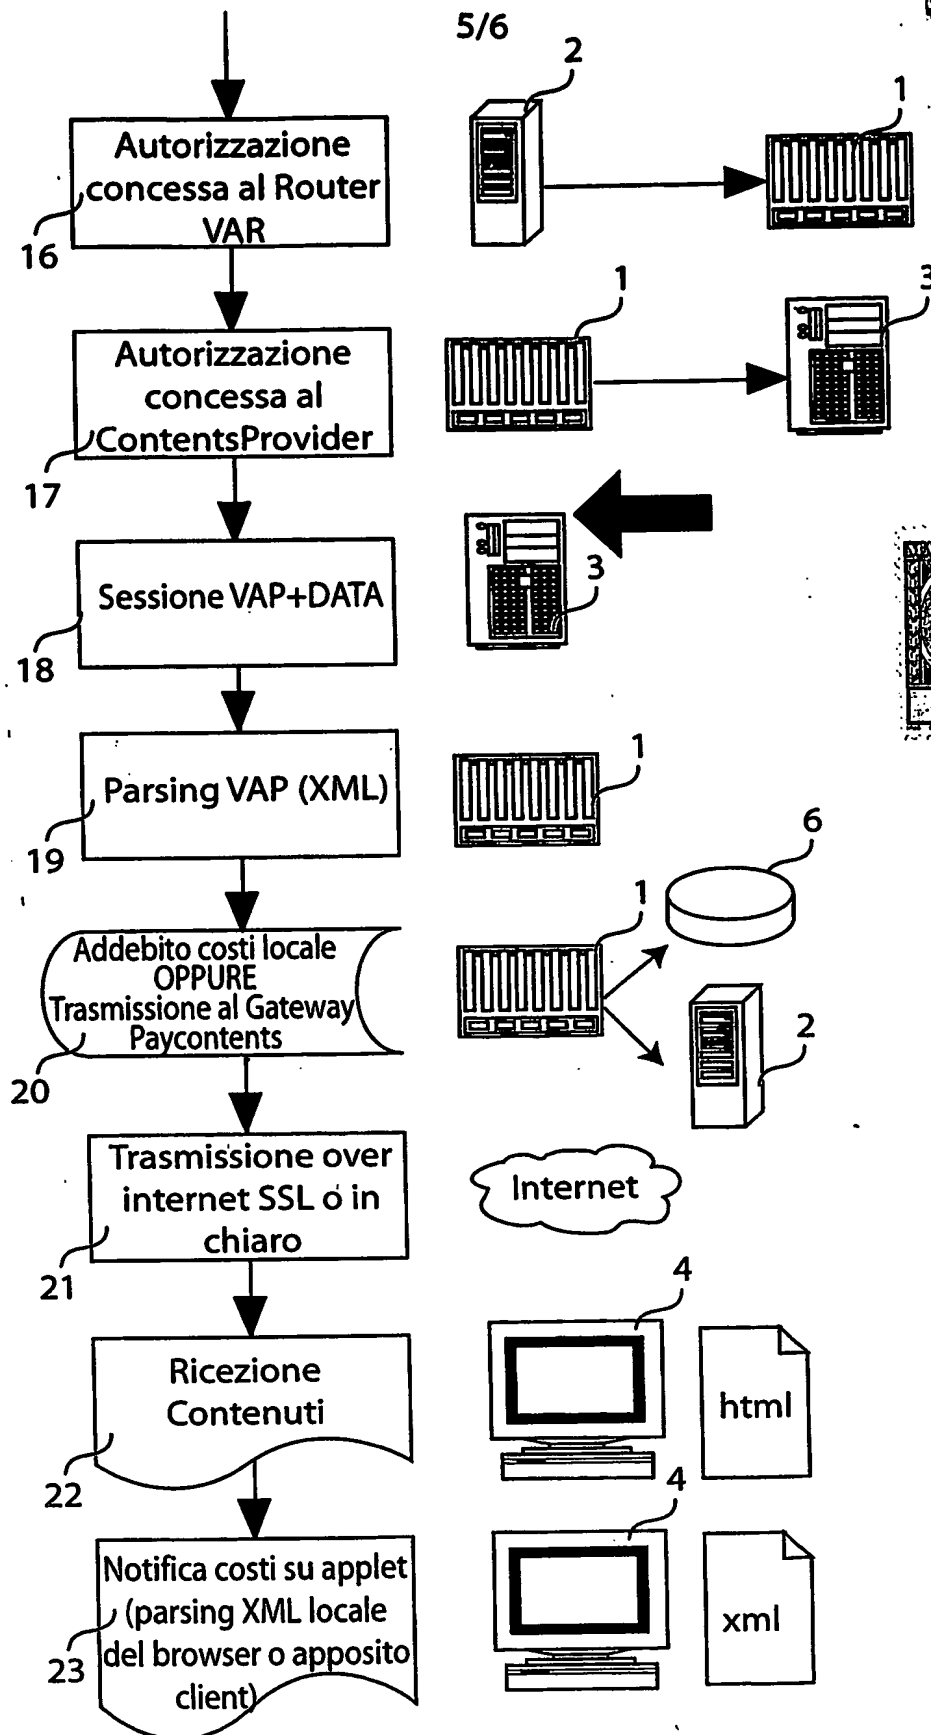 5/6
2
1
Autorizzazione
concessa al Router
VAR
16
1
3
Autorizzazione
concessa al
ContentsProvider
17
3
Sessione VAP+DATA
18
1
Parsing VAP (XML)
19
6
1
Addebito costi locale
OPPURE
Trasmissione al Gateway
Paycontents
2
20
Trasmissione over
internet SSL o in
chiaro
Internet
21
4
Ricezione
Contenuti
html
22
4
Notifica costi su applet
(parsing XML locale
del browser o apposito
client)
xml
23